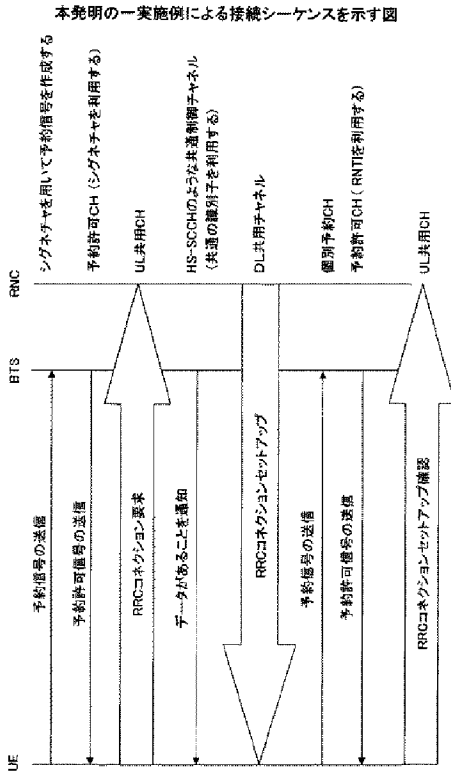 本発明の一実施例による接続シーケンスを示す図
UE
BTS
RNC
予約信号の送信
シグネチャを用いて予約信号を作成する
予約許可信号の送信
予約許可CH（シグネチャを利用する）
RRCコネクション要求
UL共用CH
データがあることを通知
HS-SCCHのような共通制御チャネル
（共通の識別子を利用する）
RRCコネクションセットアップ
DL共用チャネル
予約信号の送信
個別予約CH
予約許可信号の送信
予約許可CH（RNTIを利用する）
RRCコネクションセットアップ確認
UL共用CH